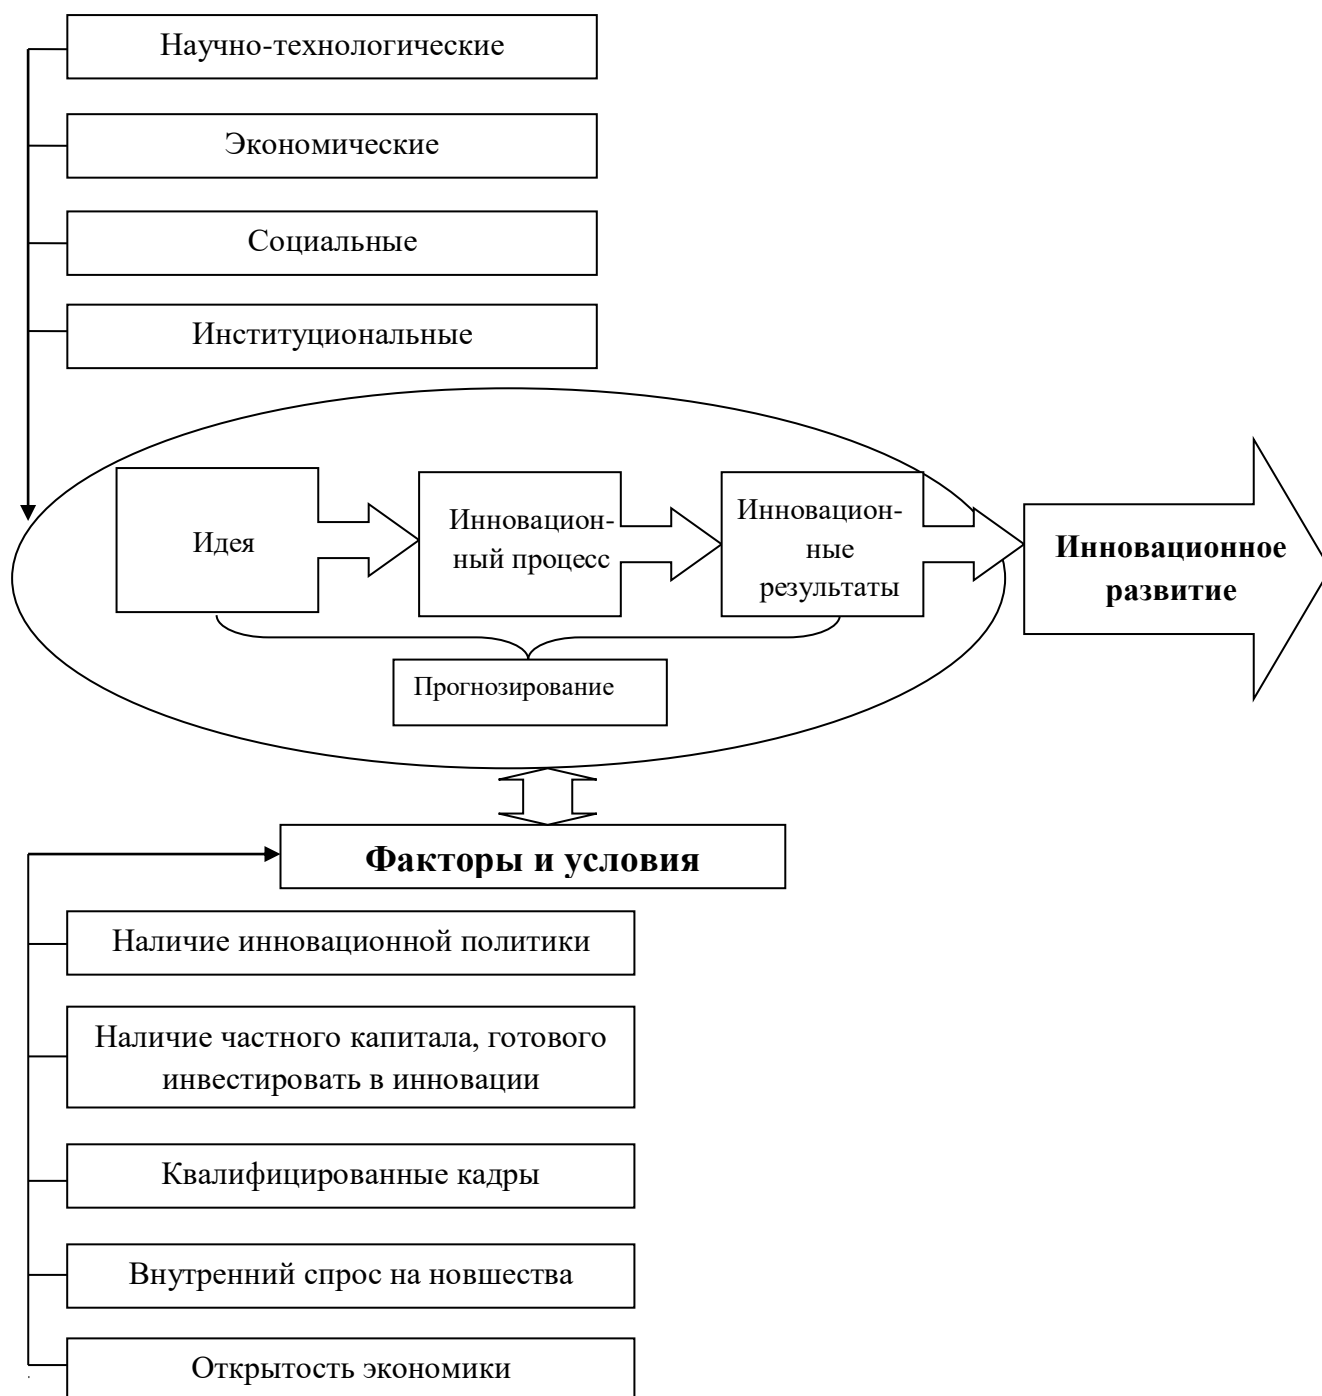 Научно-технологические
Экономические
Социальные
Институциональные
Идея
Инновацион-
ный процесс
Инновацион-
ные
результаты
Инновационное
развитие
Прогнозирование
Факторы и условия
Наличие инновационной политики
Наличие частного капитала, готового
инвестировать в инновации
Квалифицированные кадры
Внутренний спрос на новшества
Открытость экономики